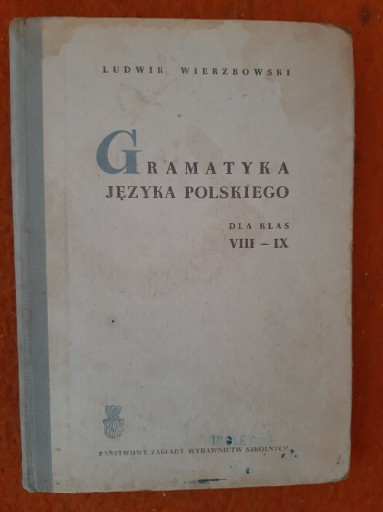 LUDWIK WIERZBOWSKI
GRAMATYKA
JĘZYKA POLSKIEGO
DLA KLAS
VIII – IX
PAŃSTWOWE ZAKŁADY WYDAWNICTW SZKOLNYCH